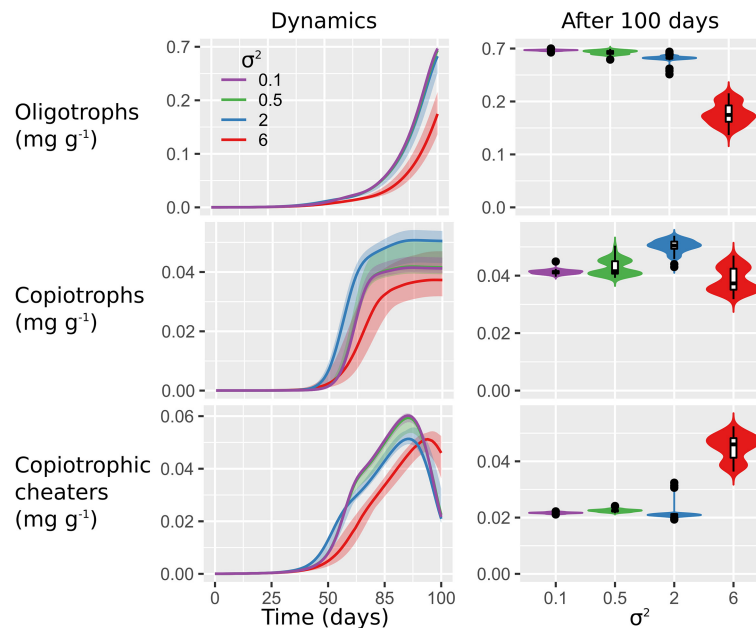 Dynamics
After 100 days
Oligotrophs
(mg g⁻¹)
0.7
0.2
0.1
0.0
σ²
0.1
0.5
2
6
0.7
0.2
0.1
0.0
Copiotrophs
(mg g⁻¹)
0.04
0.02
0.00
0.04
0.02
0.00
Copiotrophic
cheaters
(mg g⁻¹)
0.06
0.04
0.02
0.00
0.04
0.02
0.00
0 25 50 85 100
Time (days)
0.1 0.5 2 6
σ²